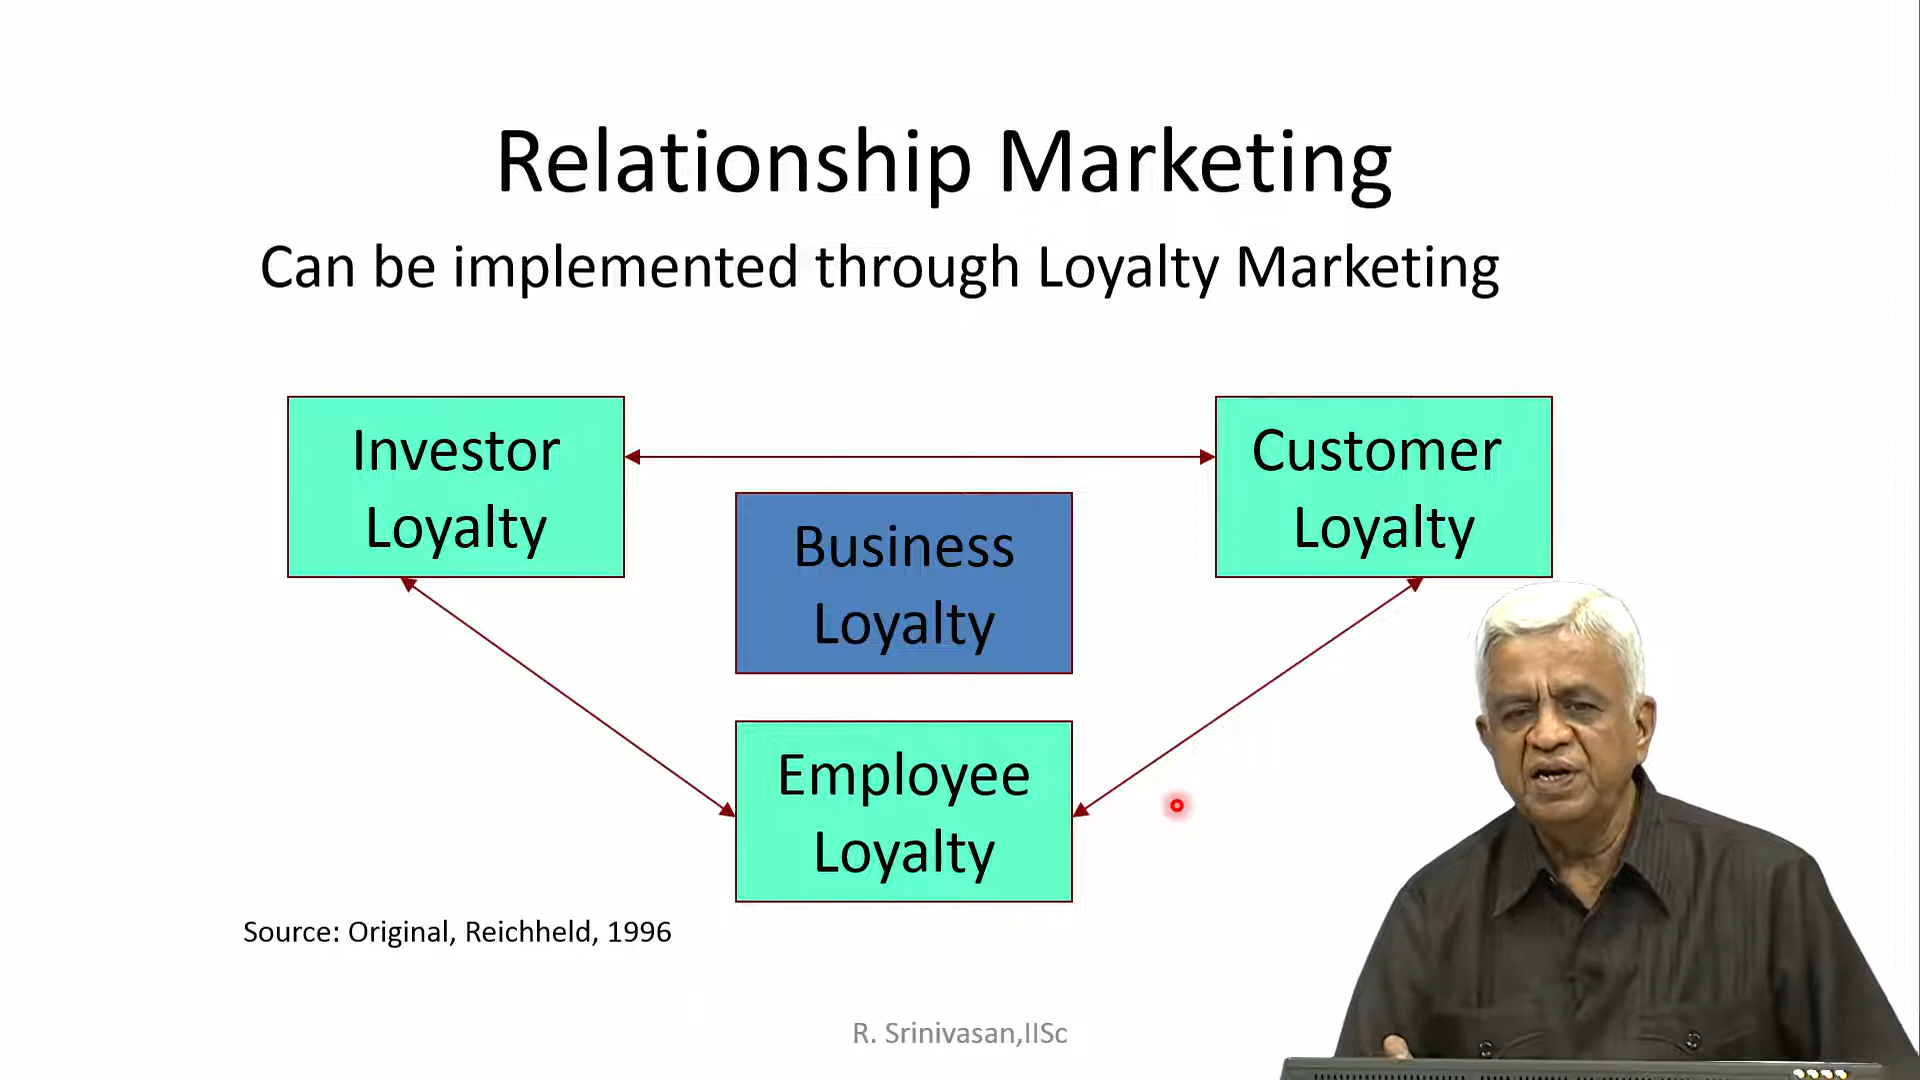 Relationship Marketing
Can be implemented through Loyalty Marketing
Investor
Loyalty
Customer
Loyalty
Business
Loyalty
Employee
Loyalty
Source: Original, Reichheld, 1996
R. Srinivasan,IISc